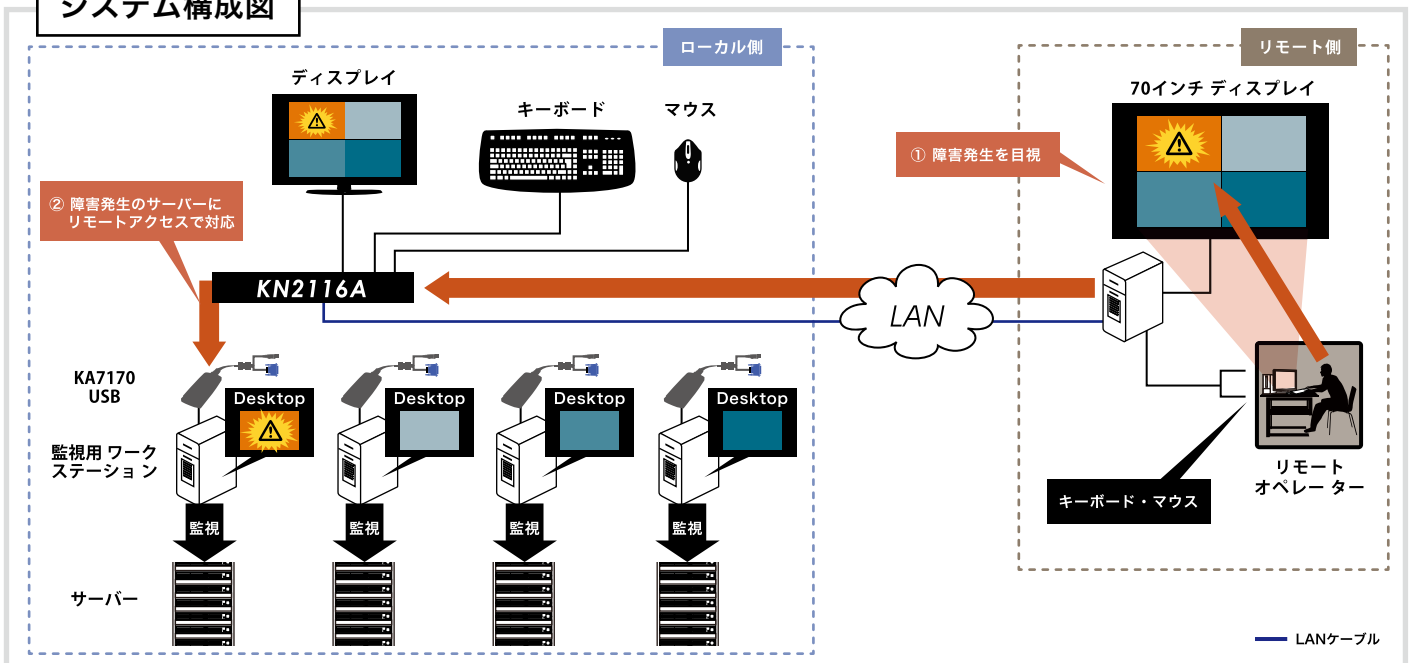 システム構成図
ローカル側
リモート側
ディスプレイ
キーボード
マウス
70インチ ディスプレイ
① 障害発生を目視
② 障害発生のサーバーに
リモートアクセスで対応
KN2116A
LAN
KA7170
USB
Desktop
Desktop
Desktop
Desktop
監視用 ワーク
ステーション
リモート
オペレーター
キーボード・マウス
監視
監視
監視
監視
サーバー
LANケーブル